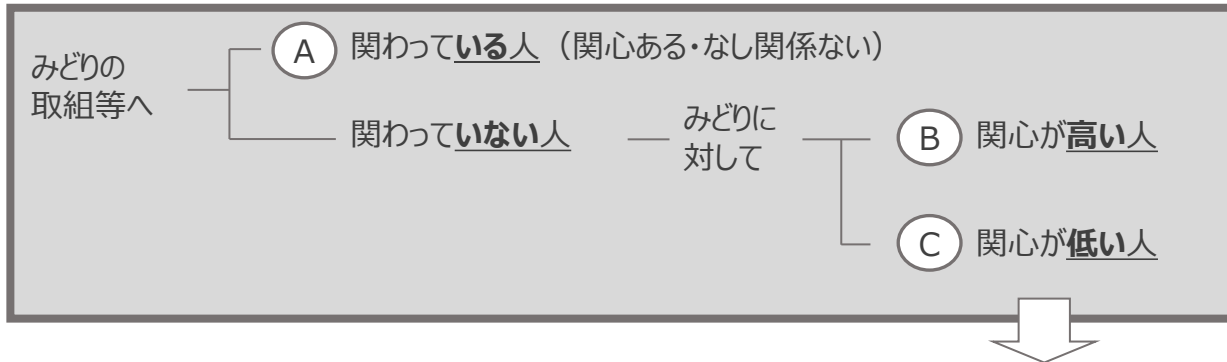 みどりの
取組等へ
A 関わっている人（関心ある・なし関係ない）
関わっていない人
みどりに
対して
B 関心が高い人
C 関心が低い人